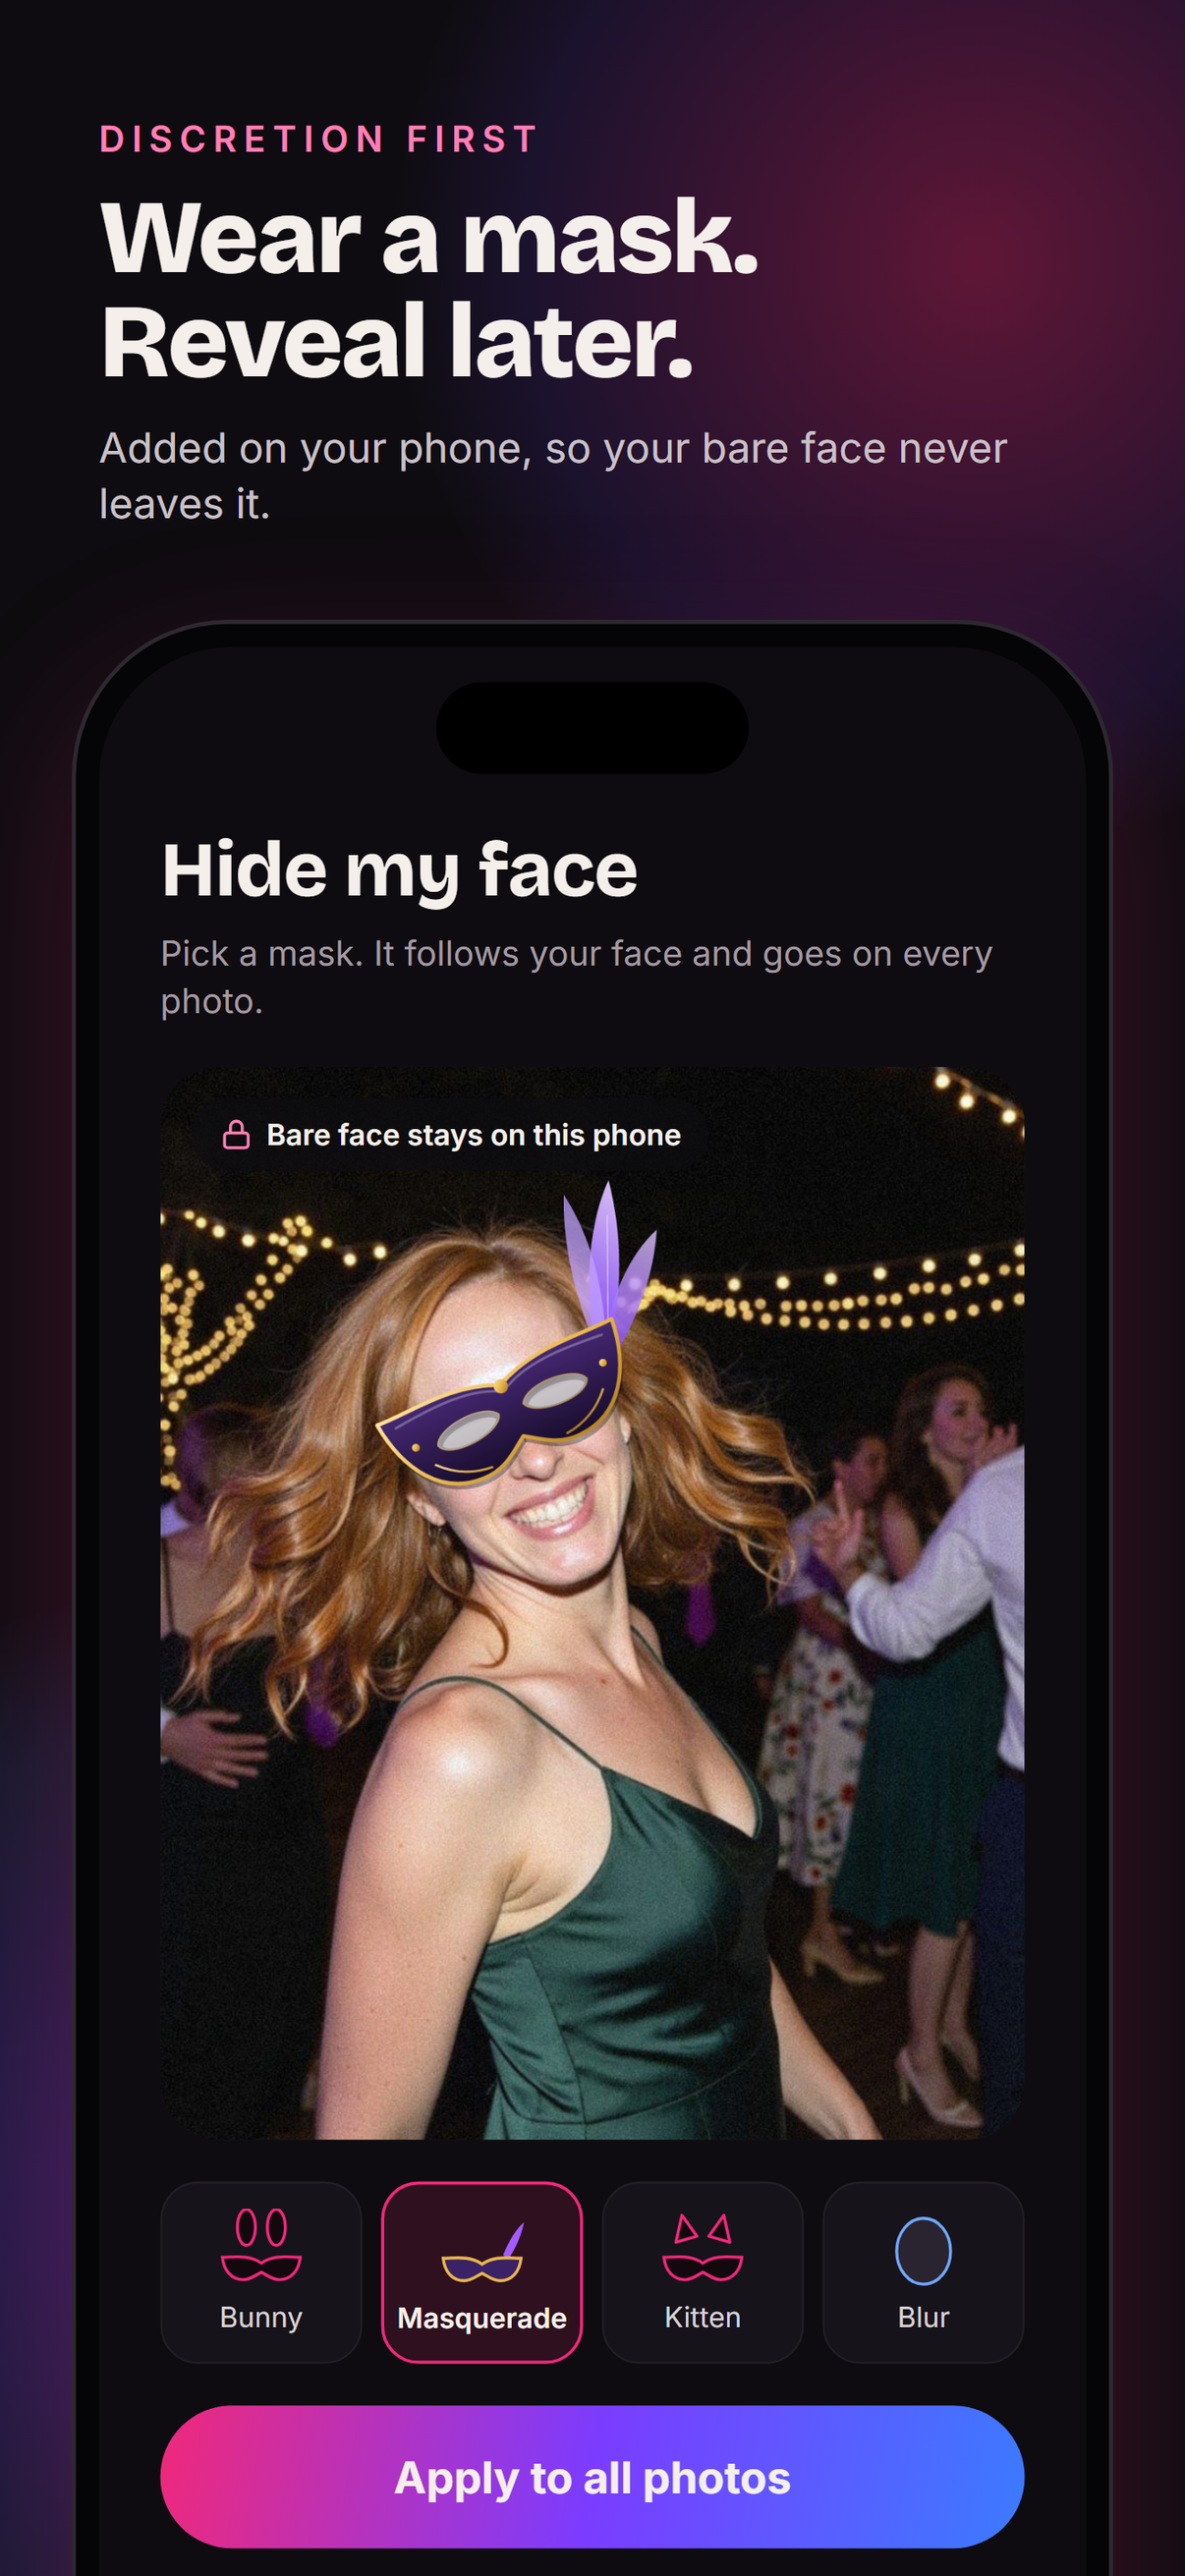 DISCRETION FIRST
Wear a mask.
Reveal later.
Added on your phone, so your bare face never
leaves it.
Hide my face
Pick a mask. It follows your face and goes on every
photo.
Bare face stays on this phone
Bunny
Masquerade
Kitten
Blur
Apply to all photos